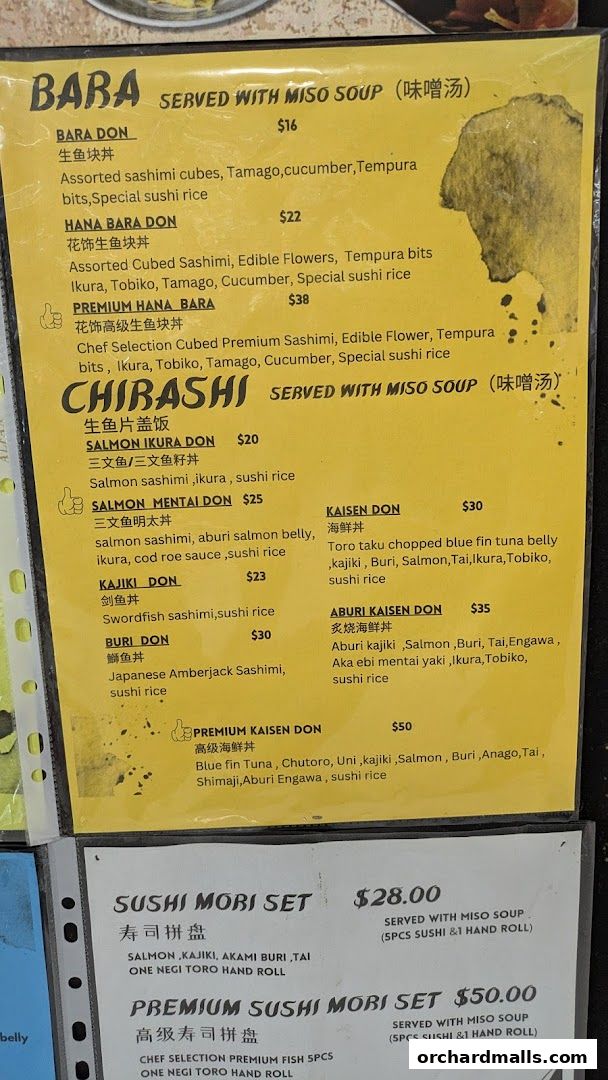 BARA SERVED WITH MISO SOUP (味噌汤)
BARA DON $16
生鱼块丼
Assorted sashimi cubes, Tamago,cucumber,Tempura
bits,Special sushi rice
HANA BARA DON $22
花饰生鱼块丼
Assorted Cubed Sashimi, Edible Flowers, Tempura bits
Ikura, Tobiko, Tamago, Cucumber, Special sushi rice
PREMIUM HANA BARA $38
花饰高级生鱼块丼
Chef Selection Cubed Premium Sashimi, Edible Flower, Tempura
bits , Ikura, Tobiko, Tamago, Cucumber, Special sushi rice
CHIRASHI SERVED WITH MISO SOUP (味噌汤)
生鱼片盖饭
SALMON IKURA DON $20
三文鱼/三文鱼籽丼
Salmon sashimi ,ikura , sushi rice
SALMON MENTAI DON $25
三文鱼明太丼
salmon sashimi, aburi salmon belly,
ikura, cod roe sauce ,sushi rice
KAJIKI DON $23
剑鱼丼
Swordfish sashimi,sushi rice
BURI DON $30
鰤鱼丼
Japanese Amberjack Sashimi,
sushi rice
KAISEN DON $30
海鲜丼
Toro taku chopped blue fin tuna belly
,kajiki , Buri, Salmon,Tai,Ikura,Tobiko,
sushi rice
ABURI KAISEN DON $35
炙烧海鲜丼
Aburi kajiki ,Salmon ,Buri, Tai,Engawa ,
Aka ebi mentai yaki ,Ikura,Tobiko,
sushi rice
PREMIUM KAISEN DON $50
高级海鲜丼
Blue fin Tuna , Chutoro, Uni ,kajiki ,Salmon , Buri ,Anago,Tai ,
Shimaji,Aburi Engawa , sushi rice
SUSHI MORI SET $28.00
寿司拼盘
SERVED WITH MISO SOUP
(5PCS SUSHI &1 HAND ROLL)
SALMON ,KAJIKI, AKAMI BURI ,TAI
ONE NEGI TORO HAND ROLL
PREMIUM SUSHI MORI SET $50.00
高级寿司拼盘
SERVED WITH MISO SOUP
(5PCS SUSHI &1 HAND ROLL)
CHEF SELECTION PREMIUM FISH 5PCS
ONE NEGI TORO HAND ROLL
belly
orchardmalls.com